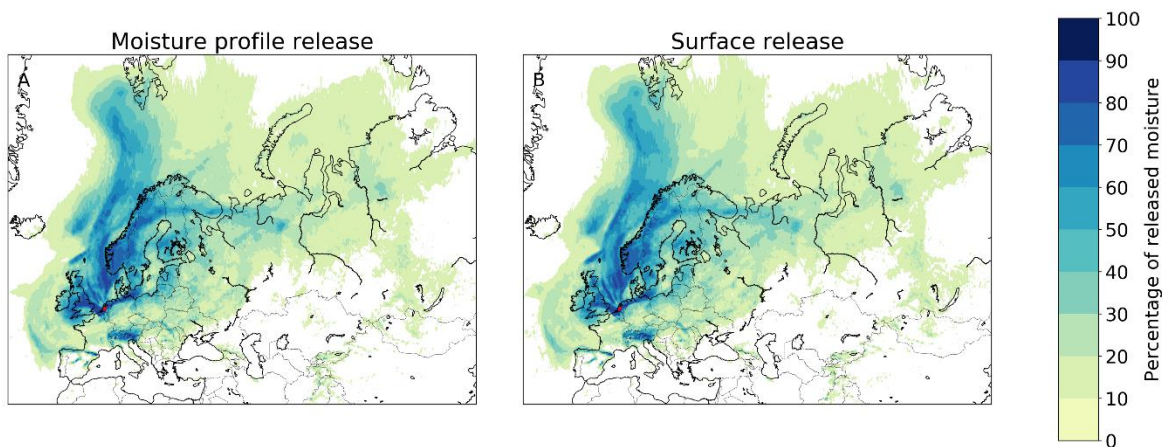 Moisture profile release
A
Surface release
B
100
90
80
70
60
50
40
30
20
10
0
Percentage of released moisture